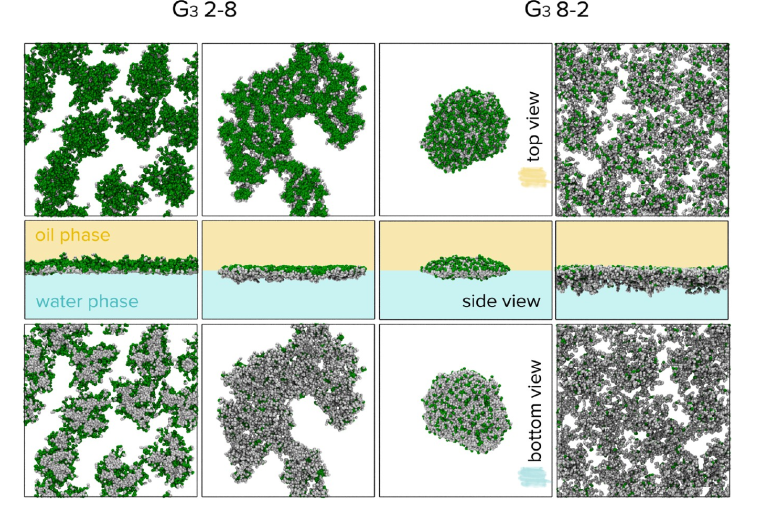 G3 2-8
G3 8-2
top view
oil phase
water phase
side view
bottom view